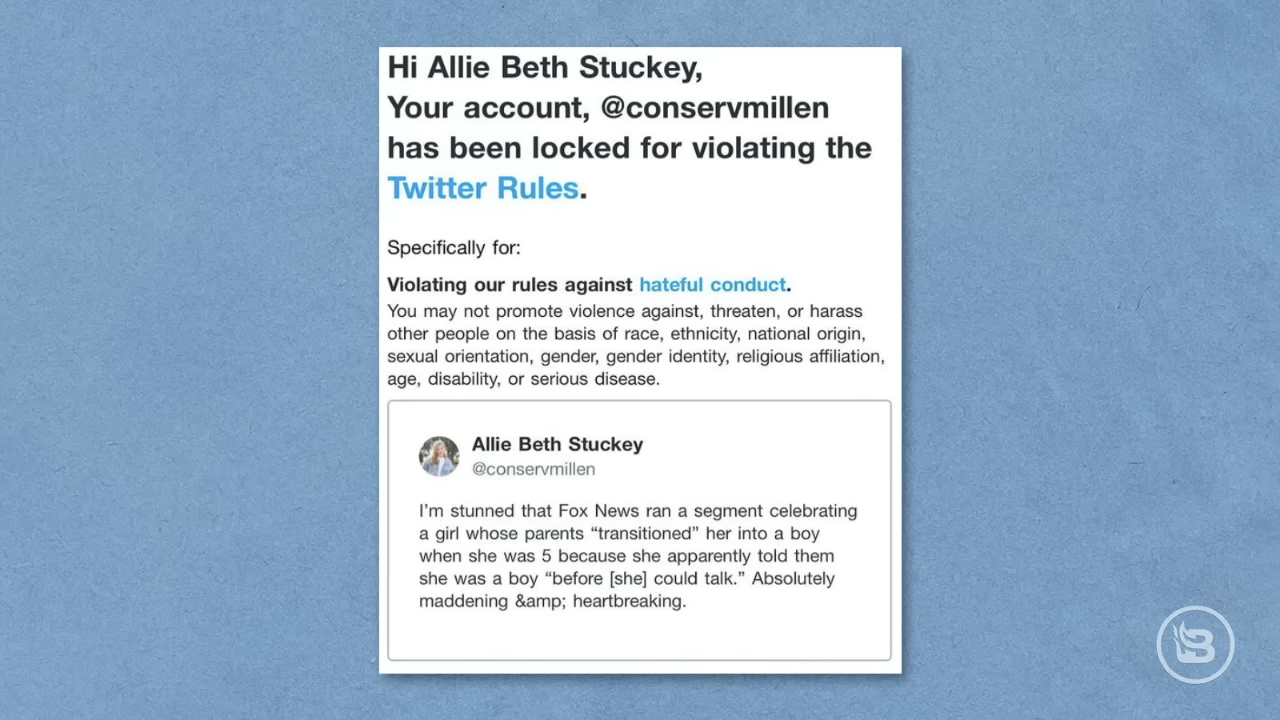 Hi Allie Beth Stuckey,
Your account, @conservmillen
has been locked for violating the
Twitter Rules.
Specifically for:
Violating our rules against hateful conduct.
You may not promote violence against, threaten, or harass
other people on the basis of race, ethnicity, national origin,
sexual orientation, gender, gender identity, religious affiliation,
age, disability, or serious disease.
Allie Beth Stuckey
@conservmillen
I'm stunned that Fox News ran a segment celebrating
a girl whose parents “transitioned” her into a boy
when she was 5 because she apparently told them
she was a boy “before [she] could talk.” Absolutely
maddening &amp; heartbreaking.
B